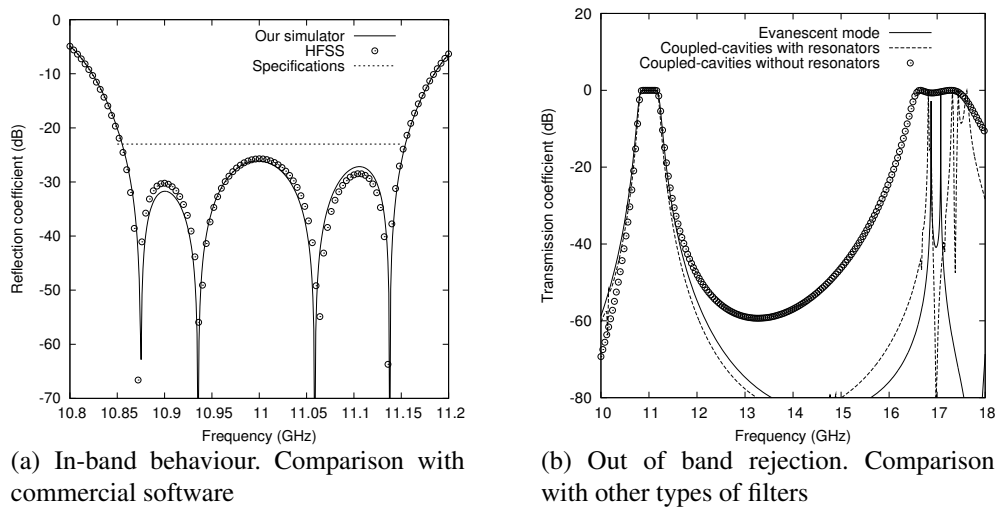 0
-10
-20
-30
-40
-50
-60
-70
10.8 10.85 10.9 10.95 11 11.05 11.1 11.15 11.2
Reflection coefficient (dB)
Frequency (GHz)
Our simulator
HFSS
Specifications
(a) In-band behaviour. Comparison with
commercial software
20
0
-20
-40
-60
-80
10 11 12 13 14 15 16 17 18
Transmission coefficient (dB)
Frequency (GHz)
Evanescent mode
Coupled-cavities with resonators
Coupled-cavities without resonators
(b) Out of band rejection. Comparison
with other types of filters